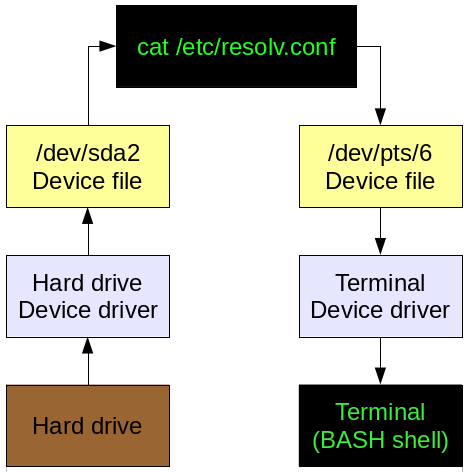 cat /etc/resolv.conf
/dev/sda2
Device file
/dev/pts/6
Device file
Hard drive
Device driver
Terminal
Device driver
Hard drive
Terminal
(BASH shell)